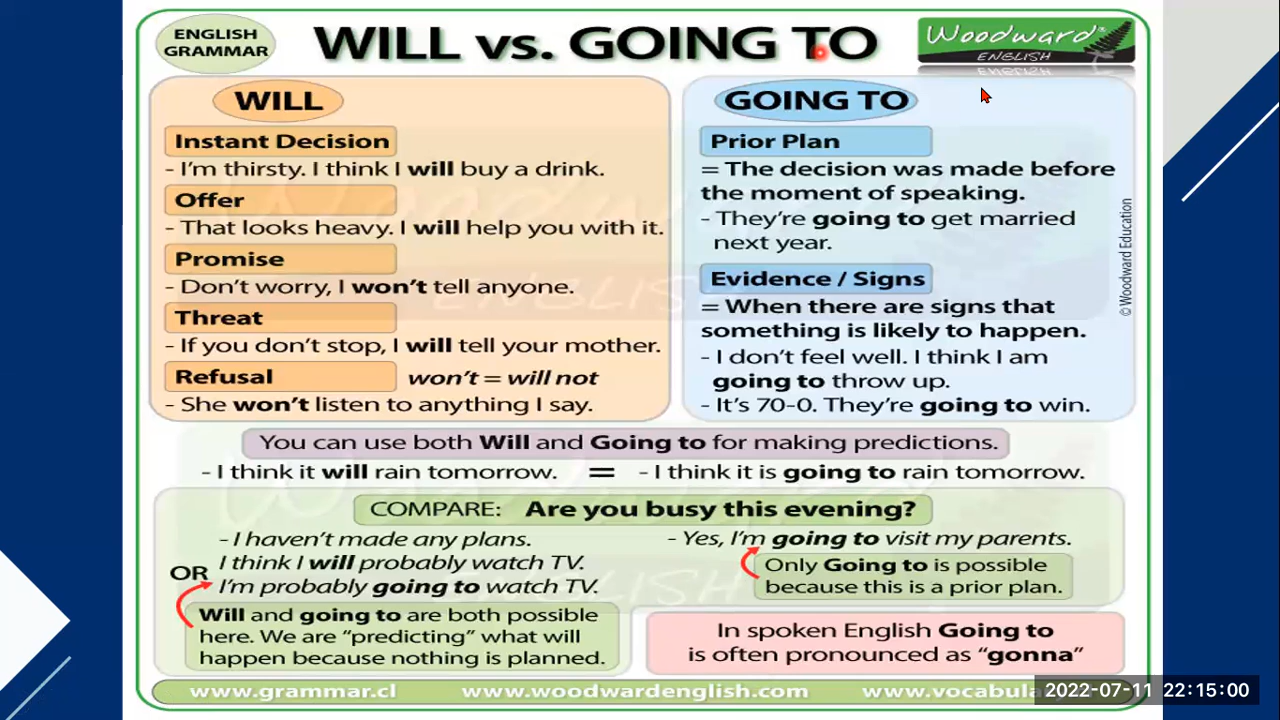 ENGLISH
GRAMMAR
WILL vs. GOING TO
Woodward®
ENGLISH
WILL
Instant Decision
- I'm thirsty. I think I will buy a drink.
Offer
- That looks heavy. I will help you with it.
Promise
- Don't worry, I won't tell anyone.
Threat
- If you don't stop, I will tell your mother.
Refusal won't = will not
- She won't listen to anything I say.
GOING TO
Prior Plan
= The decision was made before
the moment of speaking.
- They're going to get married
next year.
Evidence / Signs
= When there are signs that
something is likely to happen.
- I don't feel well. I think I am
going to throw up.
- It's 70-0. They're going to win.
© Woodward Education
You can use both Will and Going to for making predictions.
- I think it will rain tomorrow. = - I think it is going to rain tomorrow.
COMPARE: Are you busy this evening?
- I haven't made any plans.
I think I will probably watch TV.
OR
I'm probably going to watch TV.
Will and going to are both possible
here. We are "predicting" what will
happen because nothing is planned.
- Yes, I'm going to visit my parents.
Only Going to is possible
because this is a prior plan.
In spoken English Going to
is often pronounced as "gonna"
www.grammar.cl www.woodwardenglish.com www.vocabula
2022-07-11 22:15:00